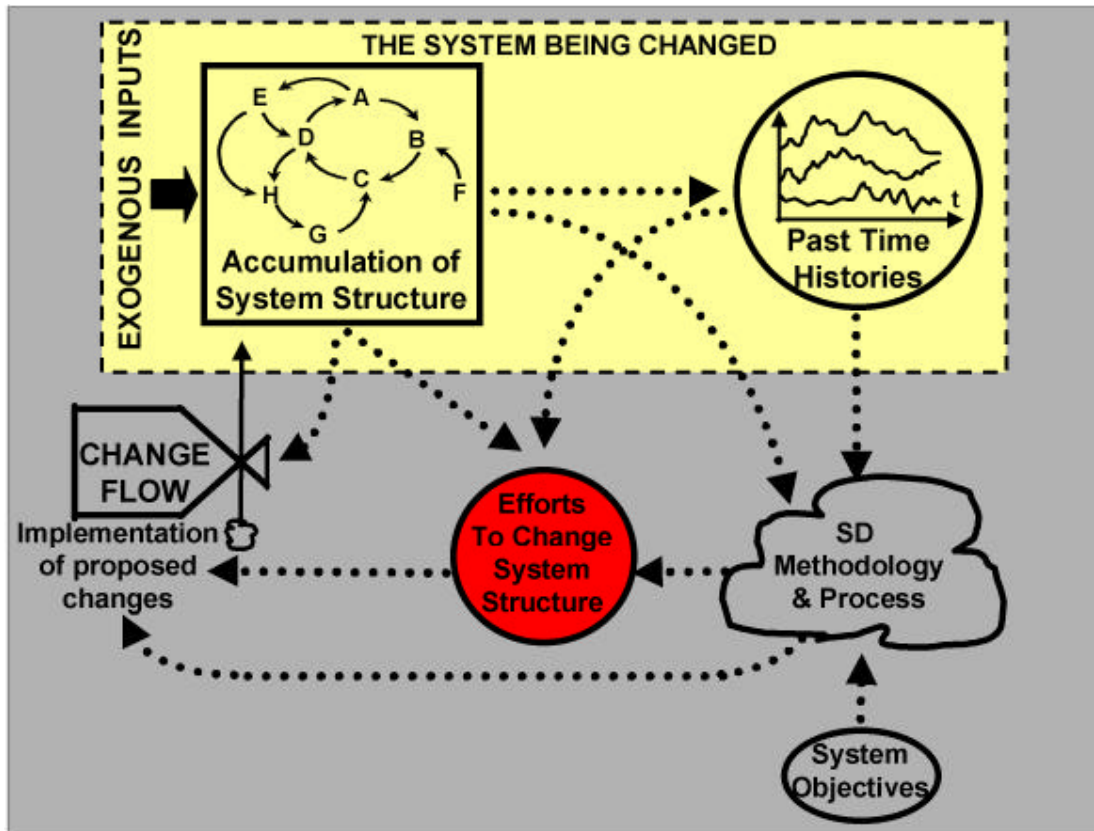 THE SYSTEM BEING CHANGED
EXOGENOUS INPUTS
E
A
D
B
H
C
F
G
Accumulation of
System Structure
t
Past Time
Histories
CHANGE
FLOW
Implementation
of proposed
changes
Efforts
To Change
System
Structure
SD
Methodology
& Process
System
Objectives